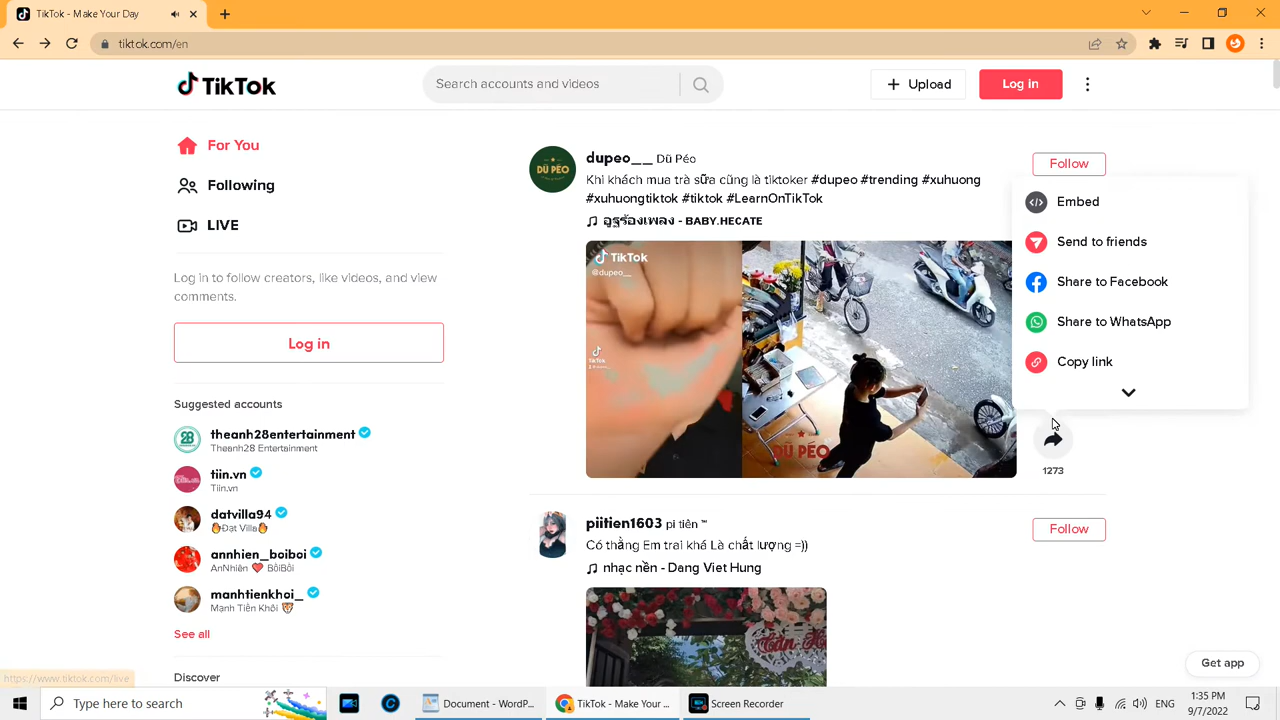 TikTok - Make Your Day
tiktok.com/en
TikTok
Search accounts and videos
Upload
Log in
For You
Following
LIVE
Log in to follow creators, like videos, and view
comments.
Log in
Suggested accounts
theanh28entertainment
Theanh28 Entertainment
tiin.vn
Tiin.vn
datvilla94
Đạt Villa
annhien_boiboi
AnNhiên ❤️ BôiBôi
manhtienkhoi_
Mạnh Tiến Khôi
See all
Discover
https://www.tiktok.com/live
dupeo__ Dũ Péo
Follow
Khi khách mua trà sữa cũng là tiktoker #dupeo #trending #xuhuong
#xuhuongtiktok #tiktok #LearnOnTikTok
- BABY.HECATE
TikTok
@dupeo__
DŨ PÉO
TikTok
DŨ PÉO
Embed
Send to friends
Share to Facebook
Share to WhatsApp
Copy link
1273
piitien1603 pi tiên ™
Follow
Có thằng Em trai khá Là chất lượng =))
nhạc nền - Dang Viet Hung
Get app
Type here to search
Document - WordP...
TikTok - Make Your ...
Screen Recorder
ENG
1:35 PM
9/7/2022